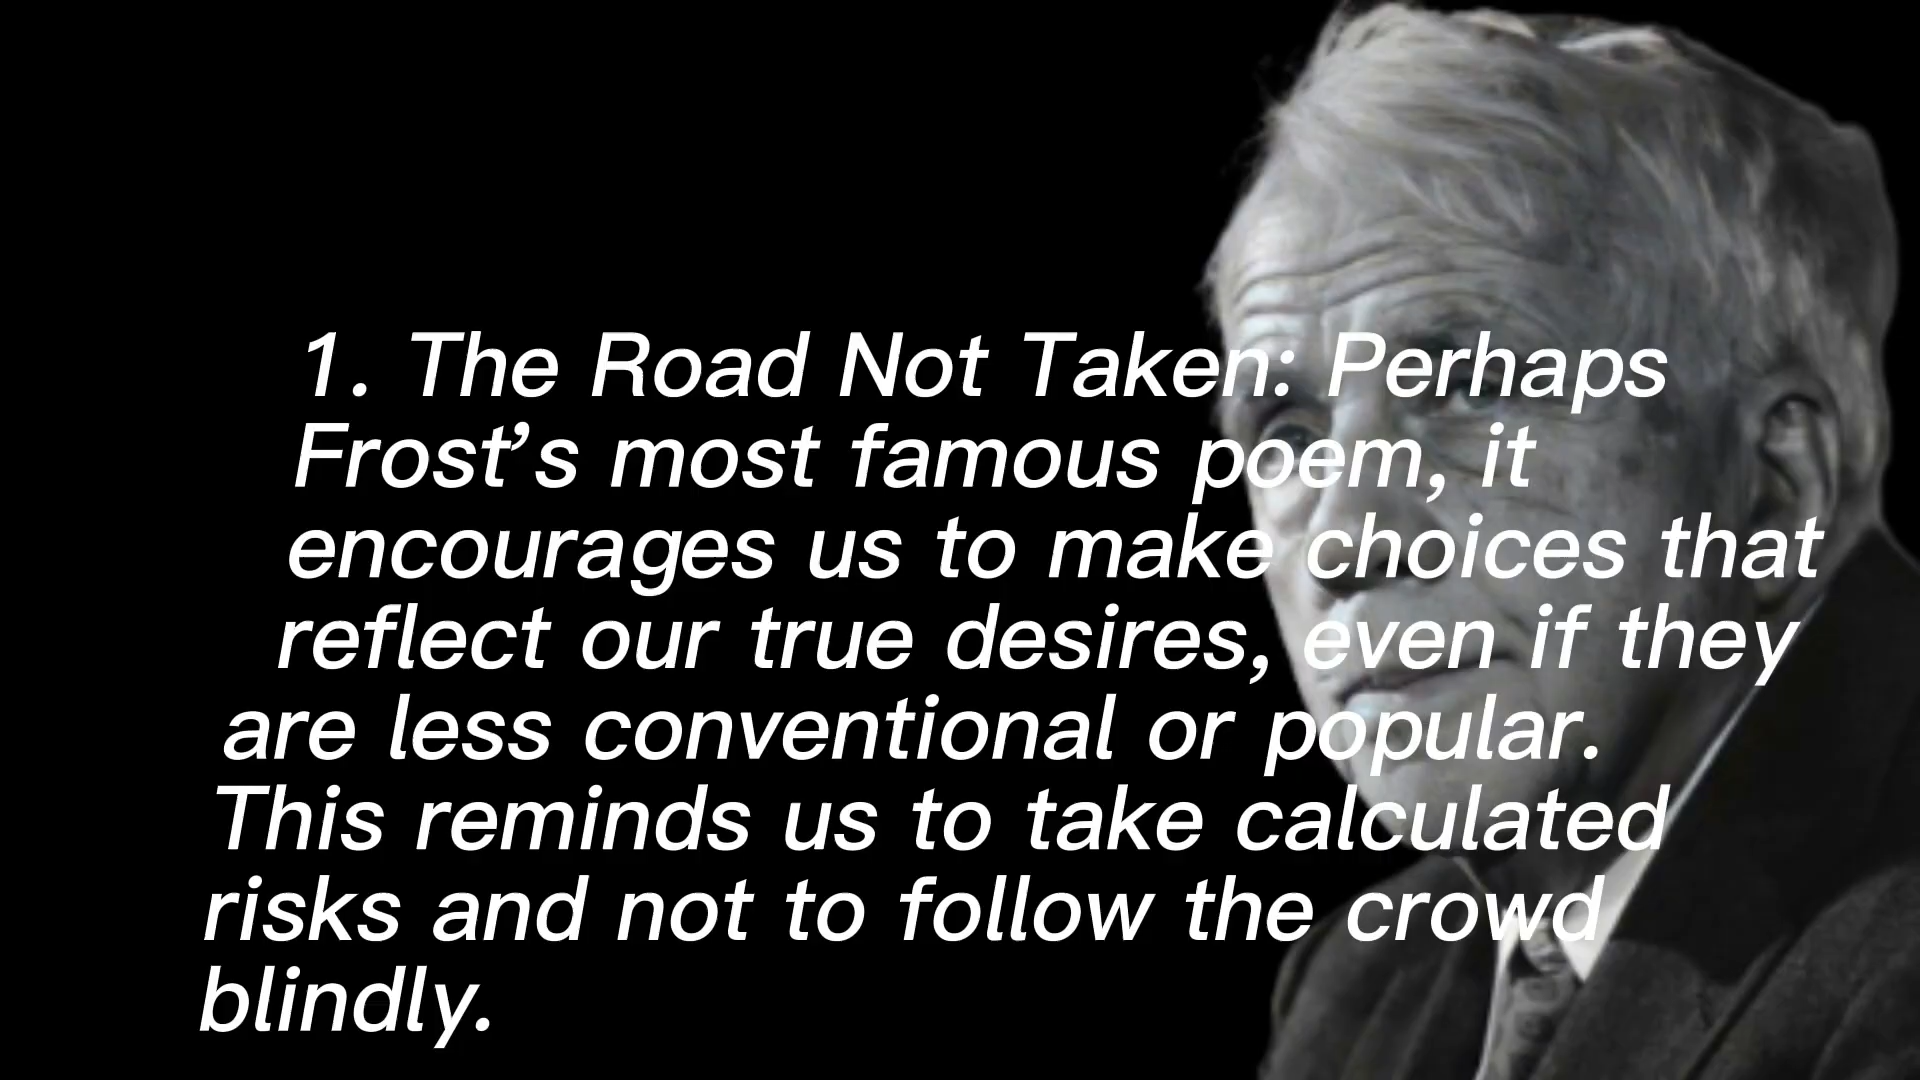 1. The Road Not Taken: Perhaps
Frost’s most famous poem, it
encourages us to make choices that
reflect our true desires, even if they
are less conventional or popular.
This reminds us to take calculated
risks and not to follow the crowd
blindly.